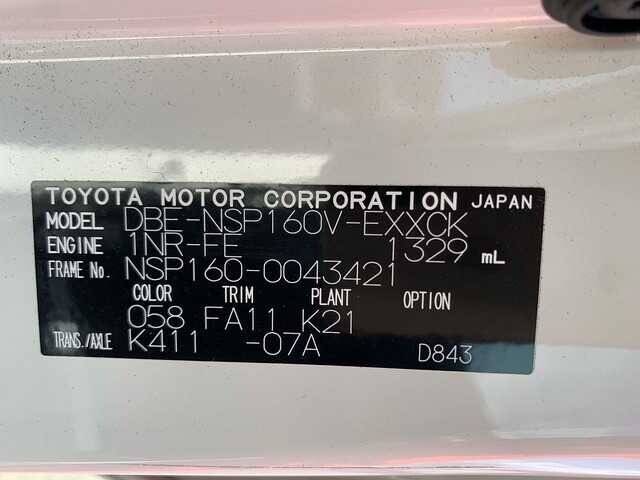 TOYOTA MOTOR CORPORATION JAPAN
MODEL DBE-NSP160V-EXXCK
ENGINE 1NR-FE 1329 mL
FRAME No. NSP160-0043421
COLOR TRIM PLANT OPTION
058 FA11 K21
TRANS./AXLE K411 -07A D843